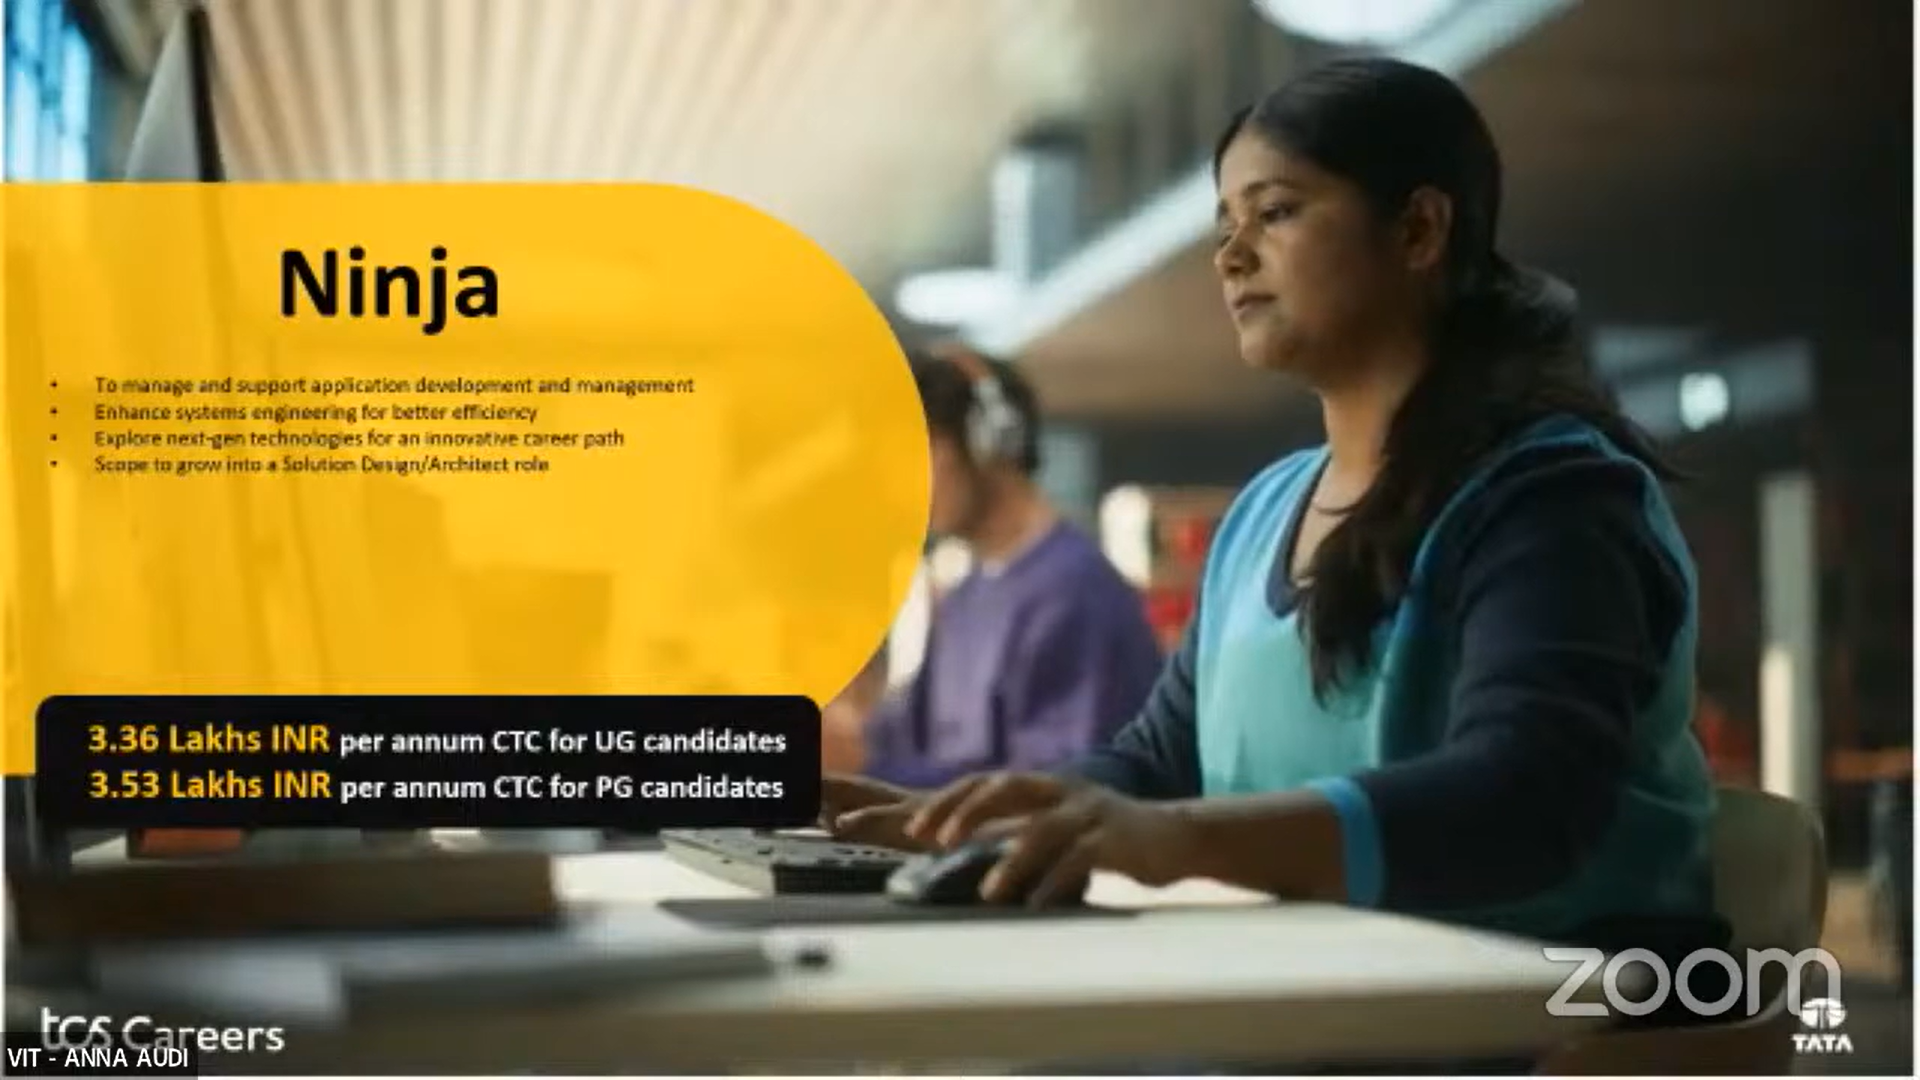 Ninja
• To manage and support application development and management
• Enhance systems engineering for better efficiency
• Explore next-gen technologies for an innovative career path
• Scope to grow into a Solution Design/Architect role
3.36 Lakhs INR per annum CTC for UG candidates
3.53 Lakhs INR per annum CTC for PG candidates
zoom
tcs Careers
TATA
VIT - ANNA AUDI